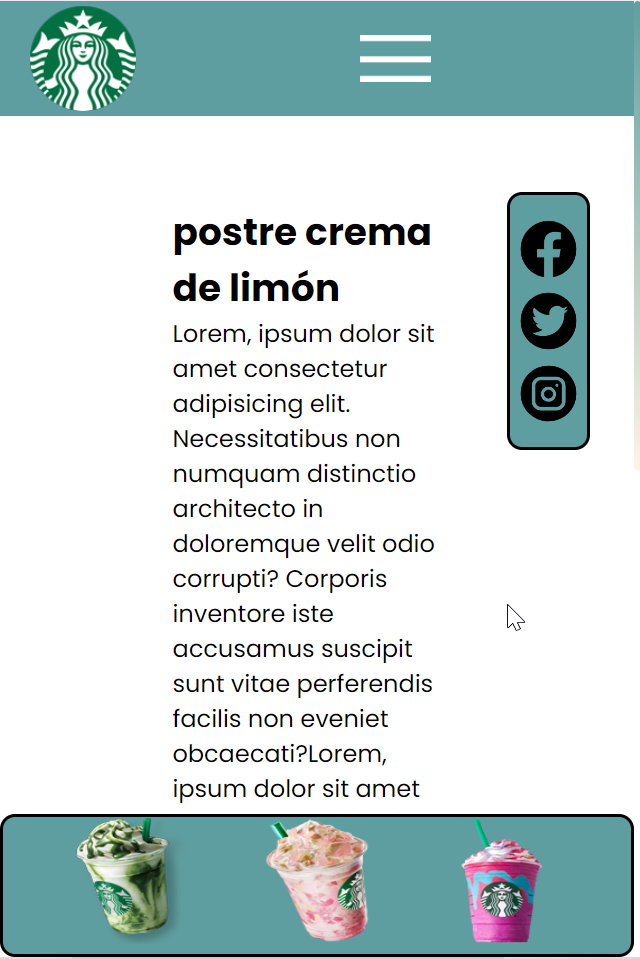 postre crema
de limón
Lorem, ipsum dolor sit
amet consectetur
adipisicing elit.
Necessitatibus non
numquam distinctio
architecto in
doloremque velit odio
corrupti? Corporis
inventore iste
accusamus suscipit
sunt vitae perferendis
facilis non eveniet
obcaecati?Lorem,
ipsum dolor sit amet